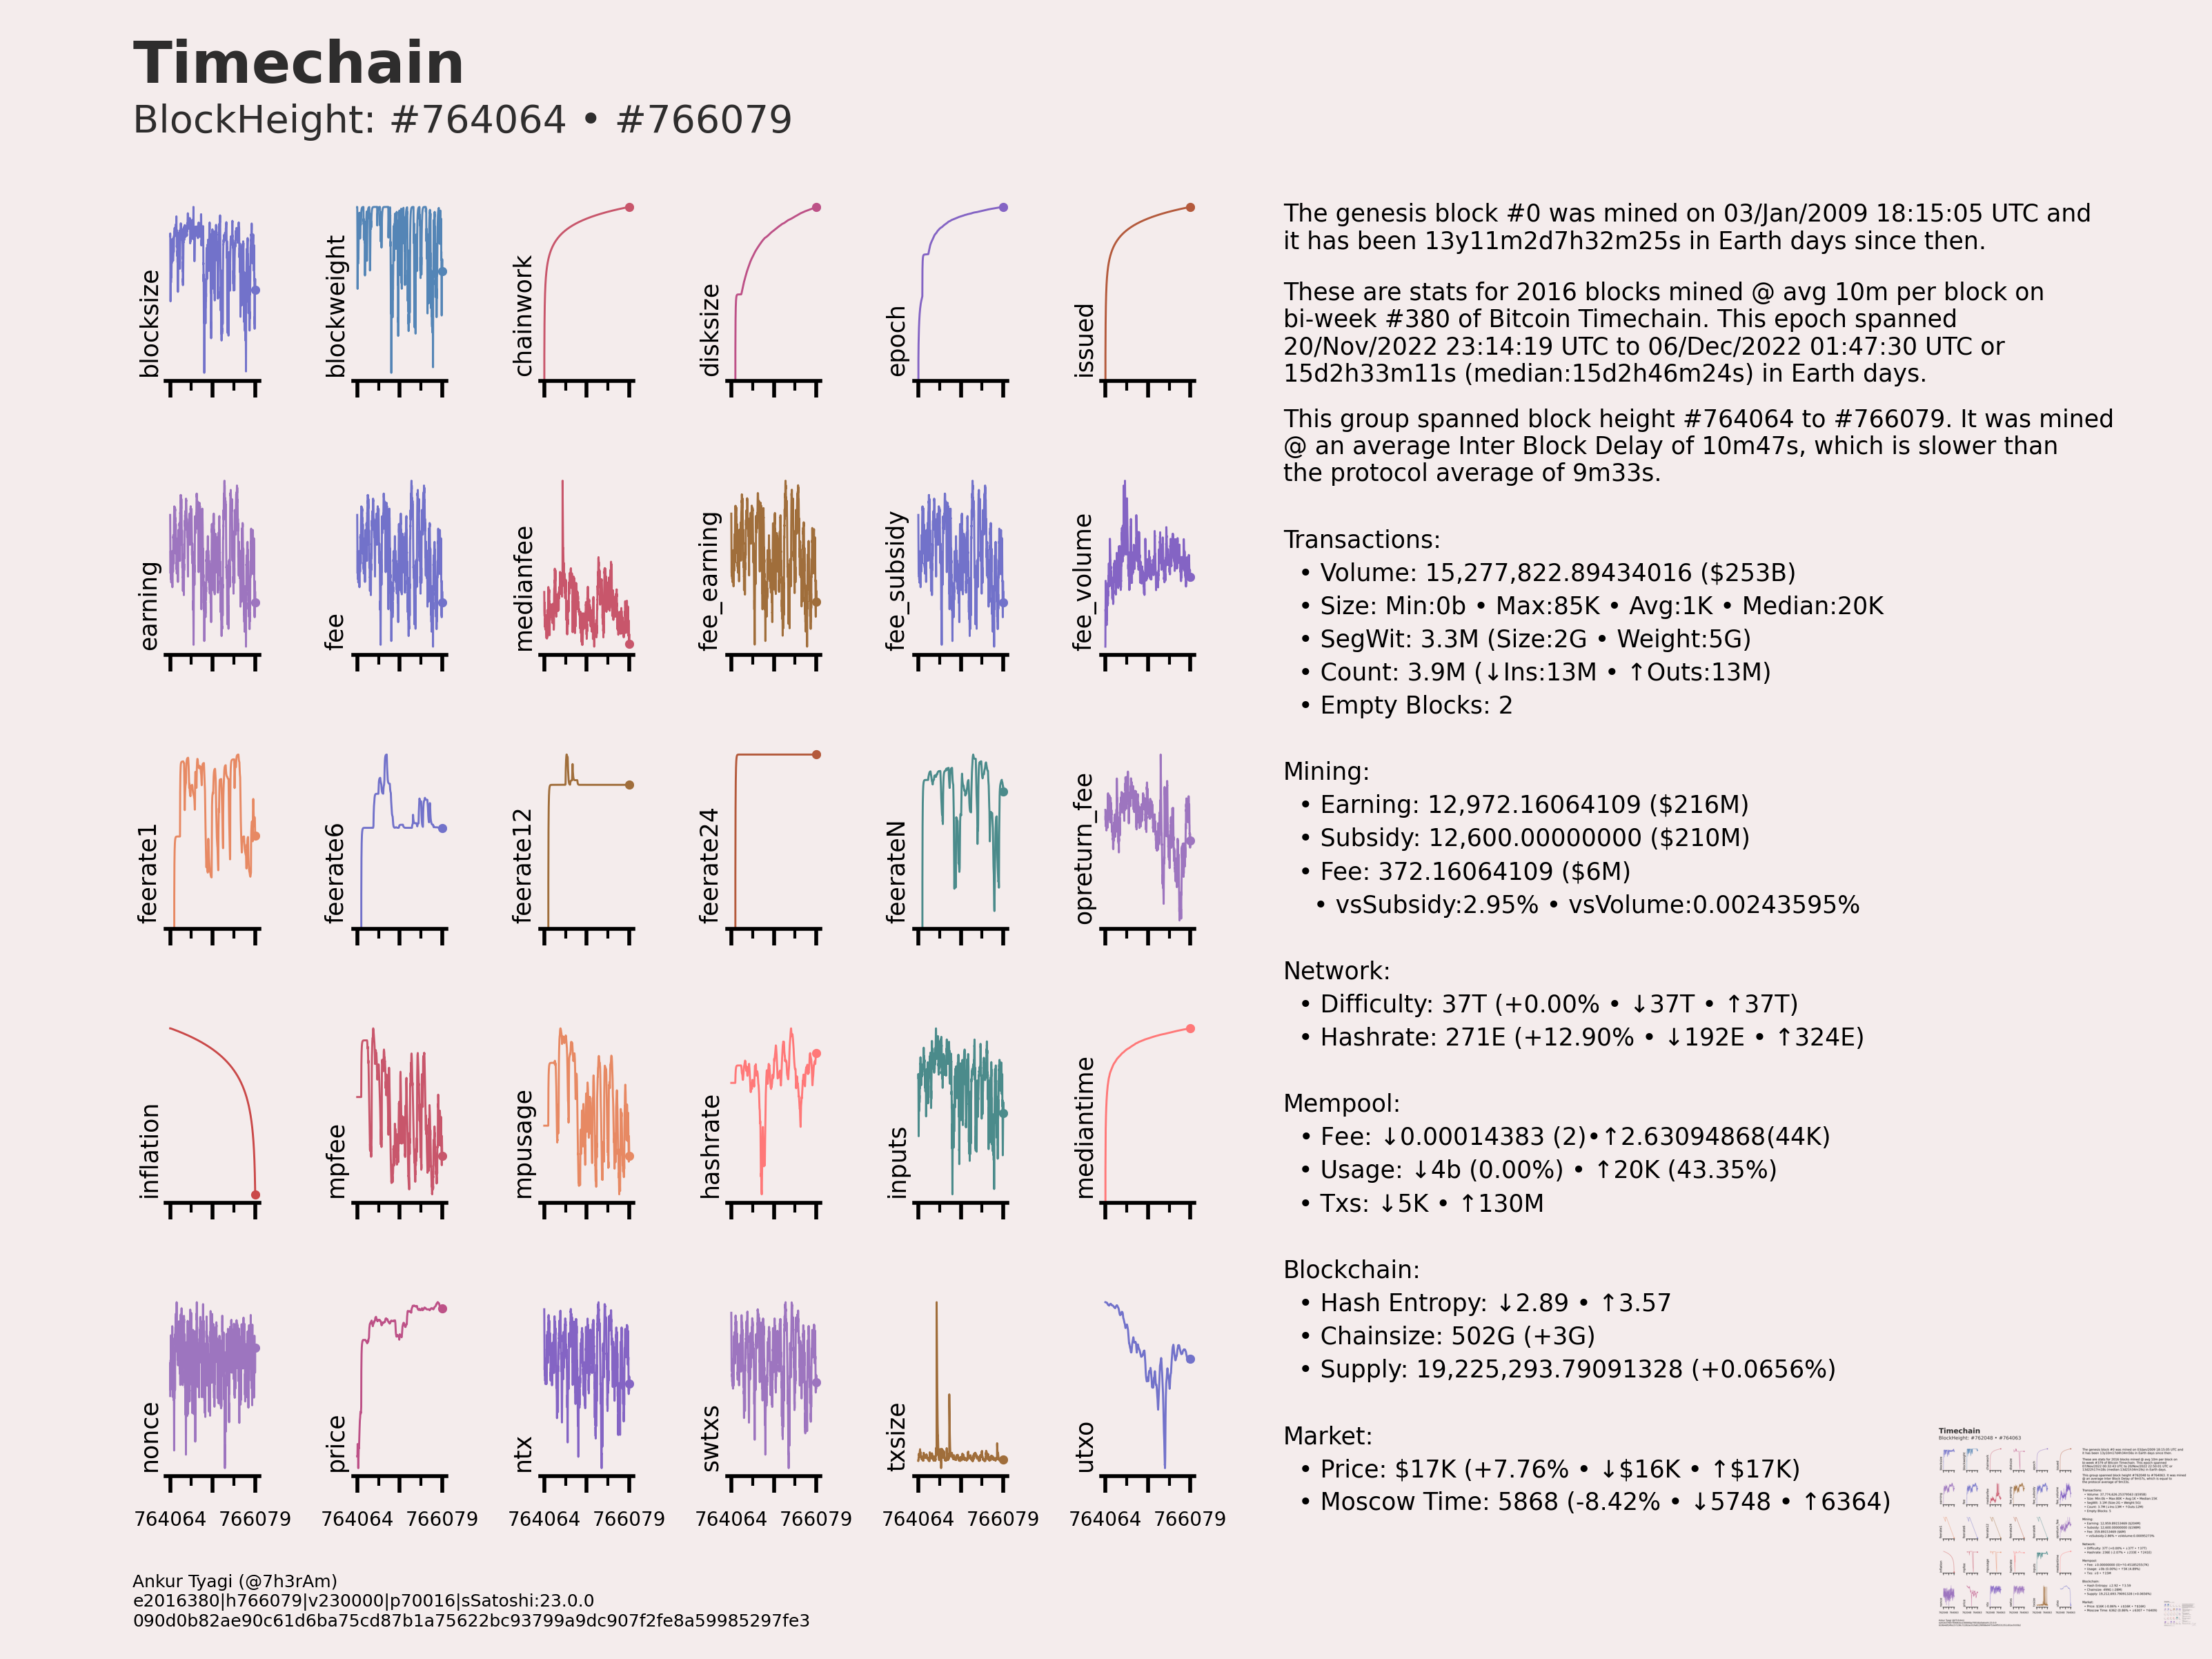 Timechain
BlockHeight: #764064 • #766079
blocksize
blockweight
chainwork
disksize
epoch
issued
earning
fee
medianfee
fee_earning
fee_subsidy
fee_volume
feerate1
feerate6
feerate12
feerate24
feerateN
opreturn_fee
inflation
mpfee
mpusage
hashrate
inputs
mediantime
nonce
price
ntx
swtxs
txsize
utxo
764064 766079 764064 766079 764064 766079 764064 766079 764064 766079 764064 766079
The genesis block #0 was mined on 03/Jan/2009 18:15:05 UTC and
it has been 13y11m2d7h32m25s in Earth days since then.
These are stats for 2016 blocks mined @ avg 10m per block on
bi-week #380 of Bitcoin Timechain. This epoch spanned
20/Nov/2022 23:14:19 UTC to 06/Dec/2022 01:47:30 UTC or
15d2h33m11s (median:15d2h46m24s) in Earth days.
This group spanned block height #764064 to #766079. It was mined
@ an average Inter Block Delay of 10m47s, which is slower than
the protocol average of 9m33s.
Transactions:
• Volume: 15,277,822.89434016 ($253B)
• Size: Min:0b • Max:85K • Avg:1K • Median:20K
• SegWit: 3.3M (Size:2G • Weight:5G)
• Count: 3.9M (↓Ins:13M • ↑Outs:13M)
• Empty Blocks: 2
Mining:
• Earning: 12,972.16064109 ($216M)
• Subsidy: 12,600.00000000 ($210M)
• Fee: 372.16064109 ($6M)
• vsSubsidy:2.95% • vsVolume:0.00243595%
Network:
• Difficulty: 37T (+0.00% • ↓37T • ↑37T)
• Hashrate: 271E (+12.90% • ↓192E • ↑324E)
Mempool:
• Fee: ↓0.00014383 (2)•↑2.63094868(44K)
• Usage: ↓4b (0.00%) • ↑20K (43.35%)
• Txs: ↓5K • ↑130M
Blockchain:
• Hash Entropy: ↓2.89 • ↑3.57
• Chainsize: 502G (+3G)
• Supply: 19,225,293.79091328 (+0.0656%)
Market:
• Price: $17K (+7.76% • ↓$16K • ↑$17K)
• Moscow Time: 5868 (-8.42% • ↓5748 • ↑6364)
Ankur Tyagi (@7h3rAm)
e2016380|h766079|v230000|p70016|sSatoshi:23.0.0
090d0b82ae90c61d6ba75cd87b1a75622bc93799a9dc907f2fe8a59985297fe3
Timechain
BlockHeight: #762048 • #764063